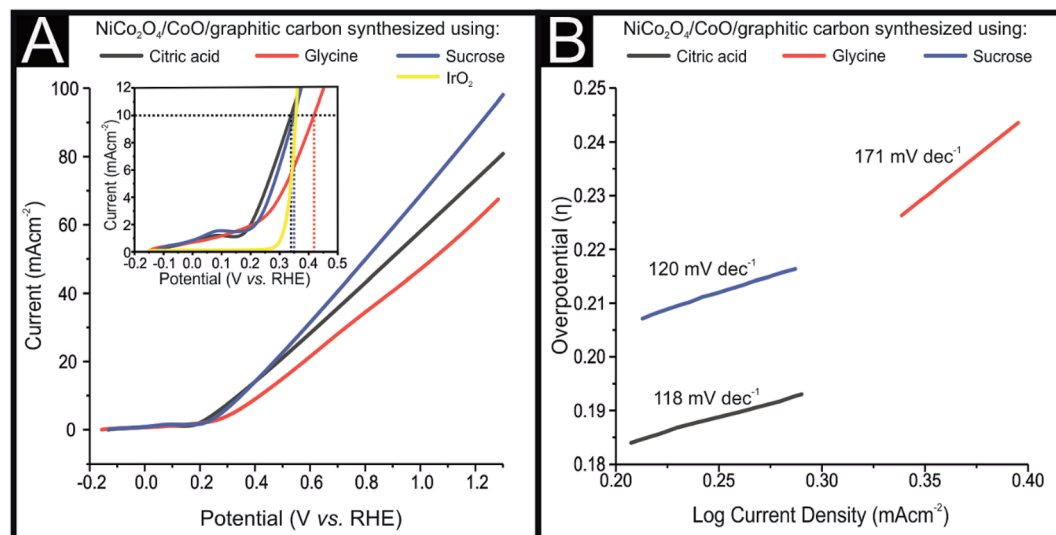 A
NiCo₂O₄/CoO/graphitic carbon synthesized using:
Citric acid Glycine Sucrose
IrO₂
100
80
60
40
20
0
-0.2 0.0 0.2 0.4 0.6 0.8 1.0 1.2
Current (mAcm⁻²)
Potential (V vs. RHE)
12
10
8
6
4
2
0
-0.2 -0.1 0.0 0.1 0.2 0.3 0.4 0.5
Current (mAcm⁻²)
Potential (V vs. RHE)
B
NiCo₂O₄/CoO/graphitic carbon synthesized using:
Citric acid Glycine Sucrose
0.25
0.24
0.23
0.22
0.21
0.20
0.19
0.18
0.20 0.25 0.30 0.35 0.40
Overpotential (η)
Log Current Density (mAcm⁻²)
171 mV dec⁻¹
120 mV dec⁻¹
118 mV dec⁻¹